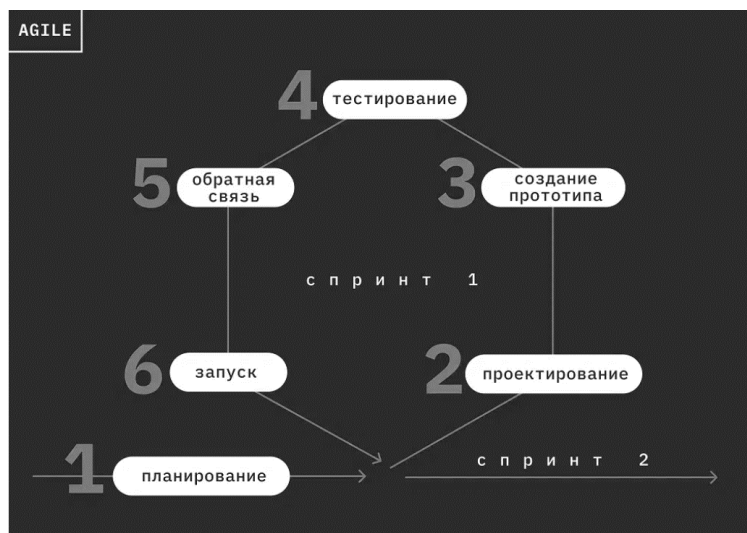 AGILE
4
тестирование
5
обратная
связь
3
создание
прототипа
спринт 1
6
запуск
2
проектирование
1
планирование
спринт 2